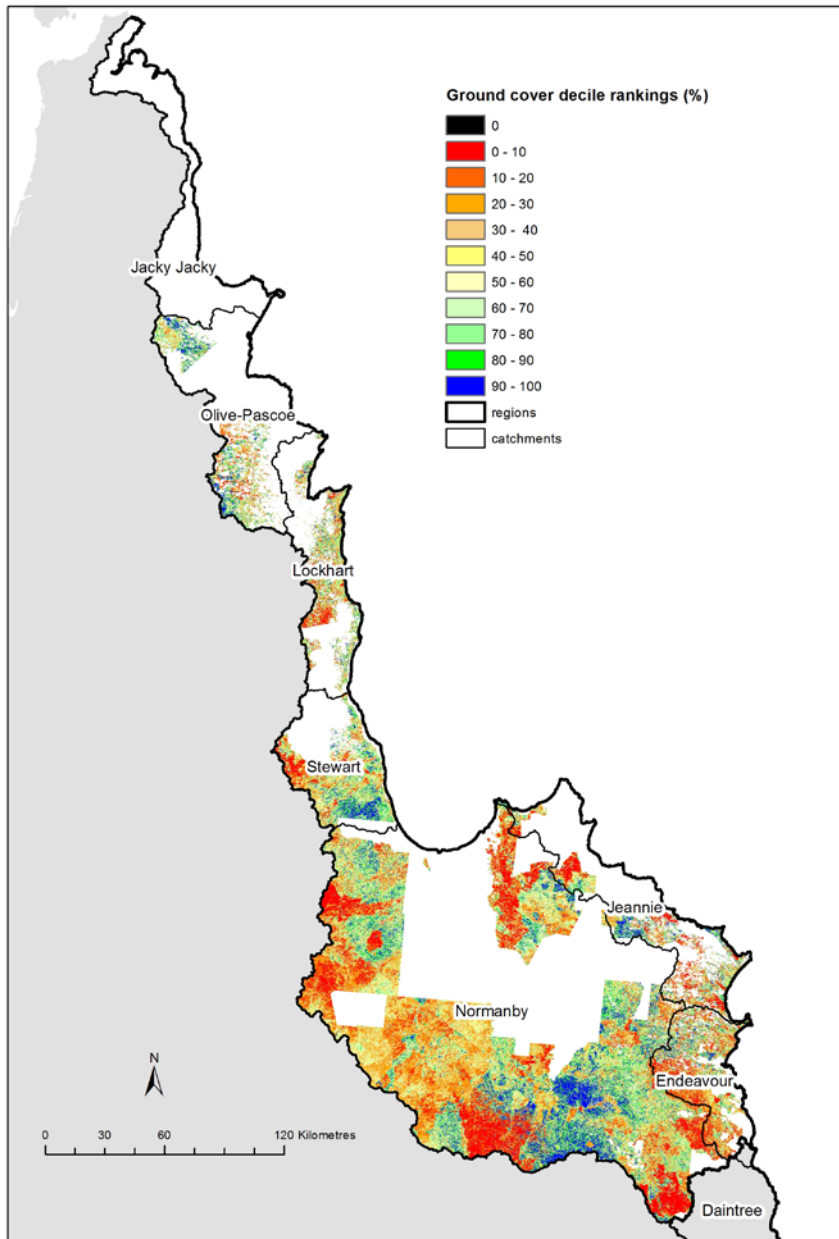 Ground cover decile rankings (%)
0
0 - 10
10 - 20
20 - 30
30 - 40
40 - 50
50 - 60
60 - 70
70 - 80
80 - 90
90 - 100
regions
catchments
Jacky Jacky
Olive-Pascoe
Lockhart
Stewart
Jeannie
Normanby
Endeavour
N
0 30 60 120 Kilometres
Daintree